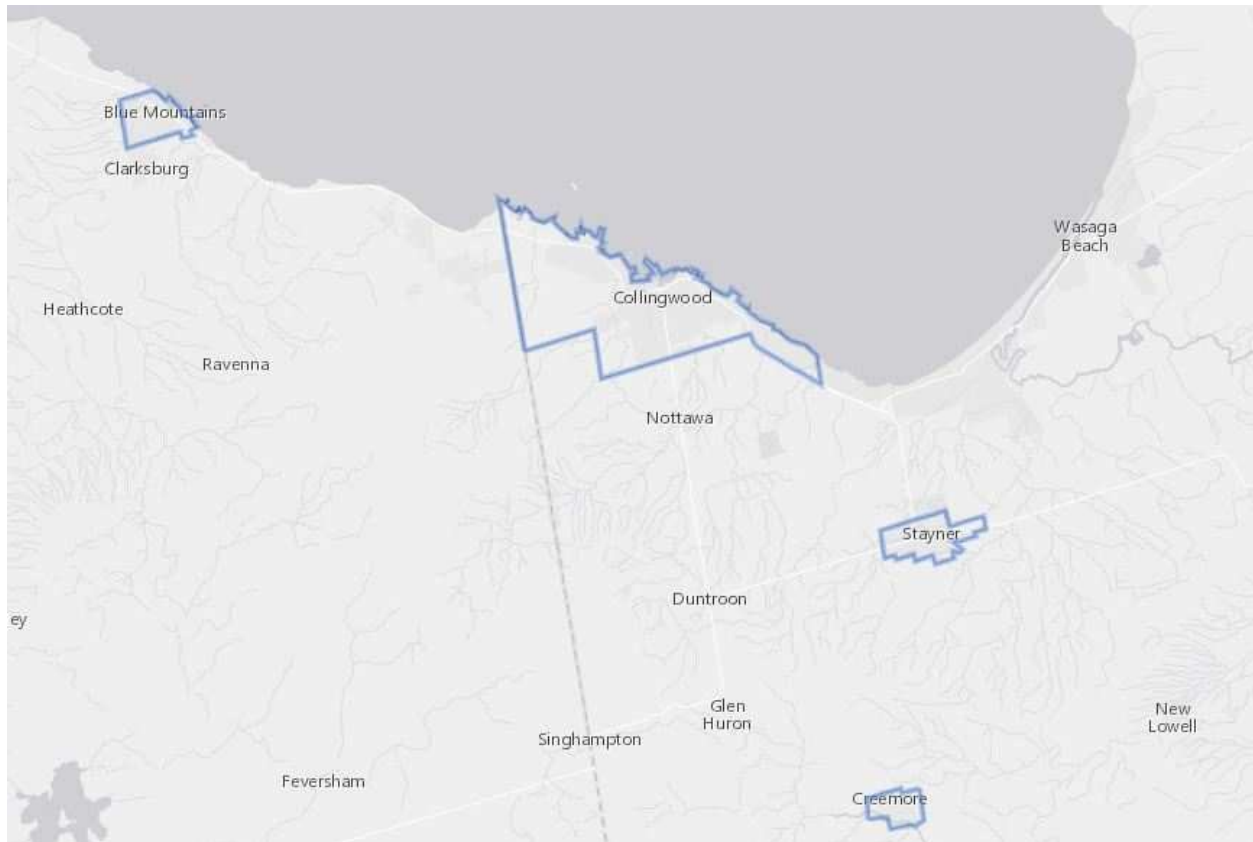 Blue Mountains
Clarksburg
Wasaga
Beach
Collingwood
Heathcote
Ravenna
Nottawa
Stayner
Duntroon
ey
Glen
Huron
New
Lowell
Singhampton
Feversham
Creemore